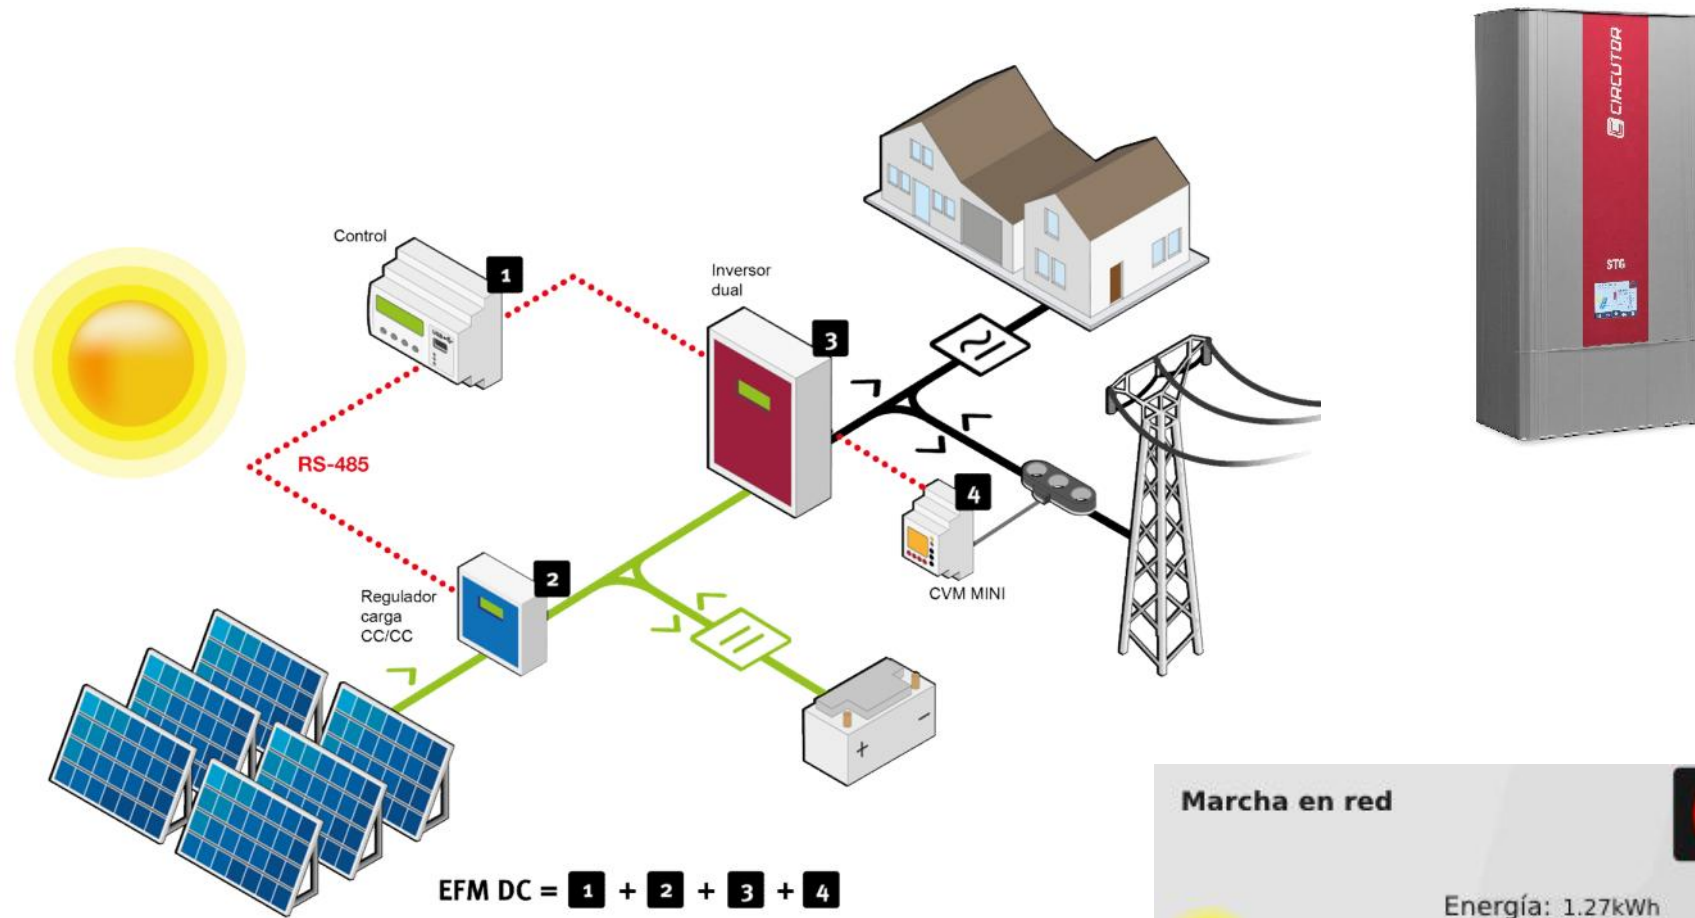 Control
1
Inversor
dual
3
RS-485
4
CVM MINI
2
Regulador
carga
CC/CC
+
−
EFM DC = 1 + 2 + 3 + 4
CIRCUTOR
STG
Marcha en red
Energía: 1.27kWh